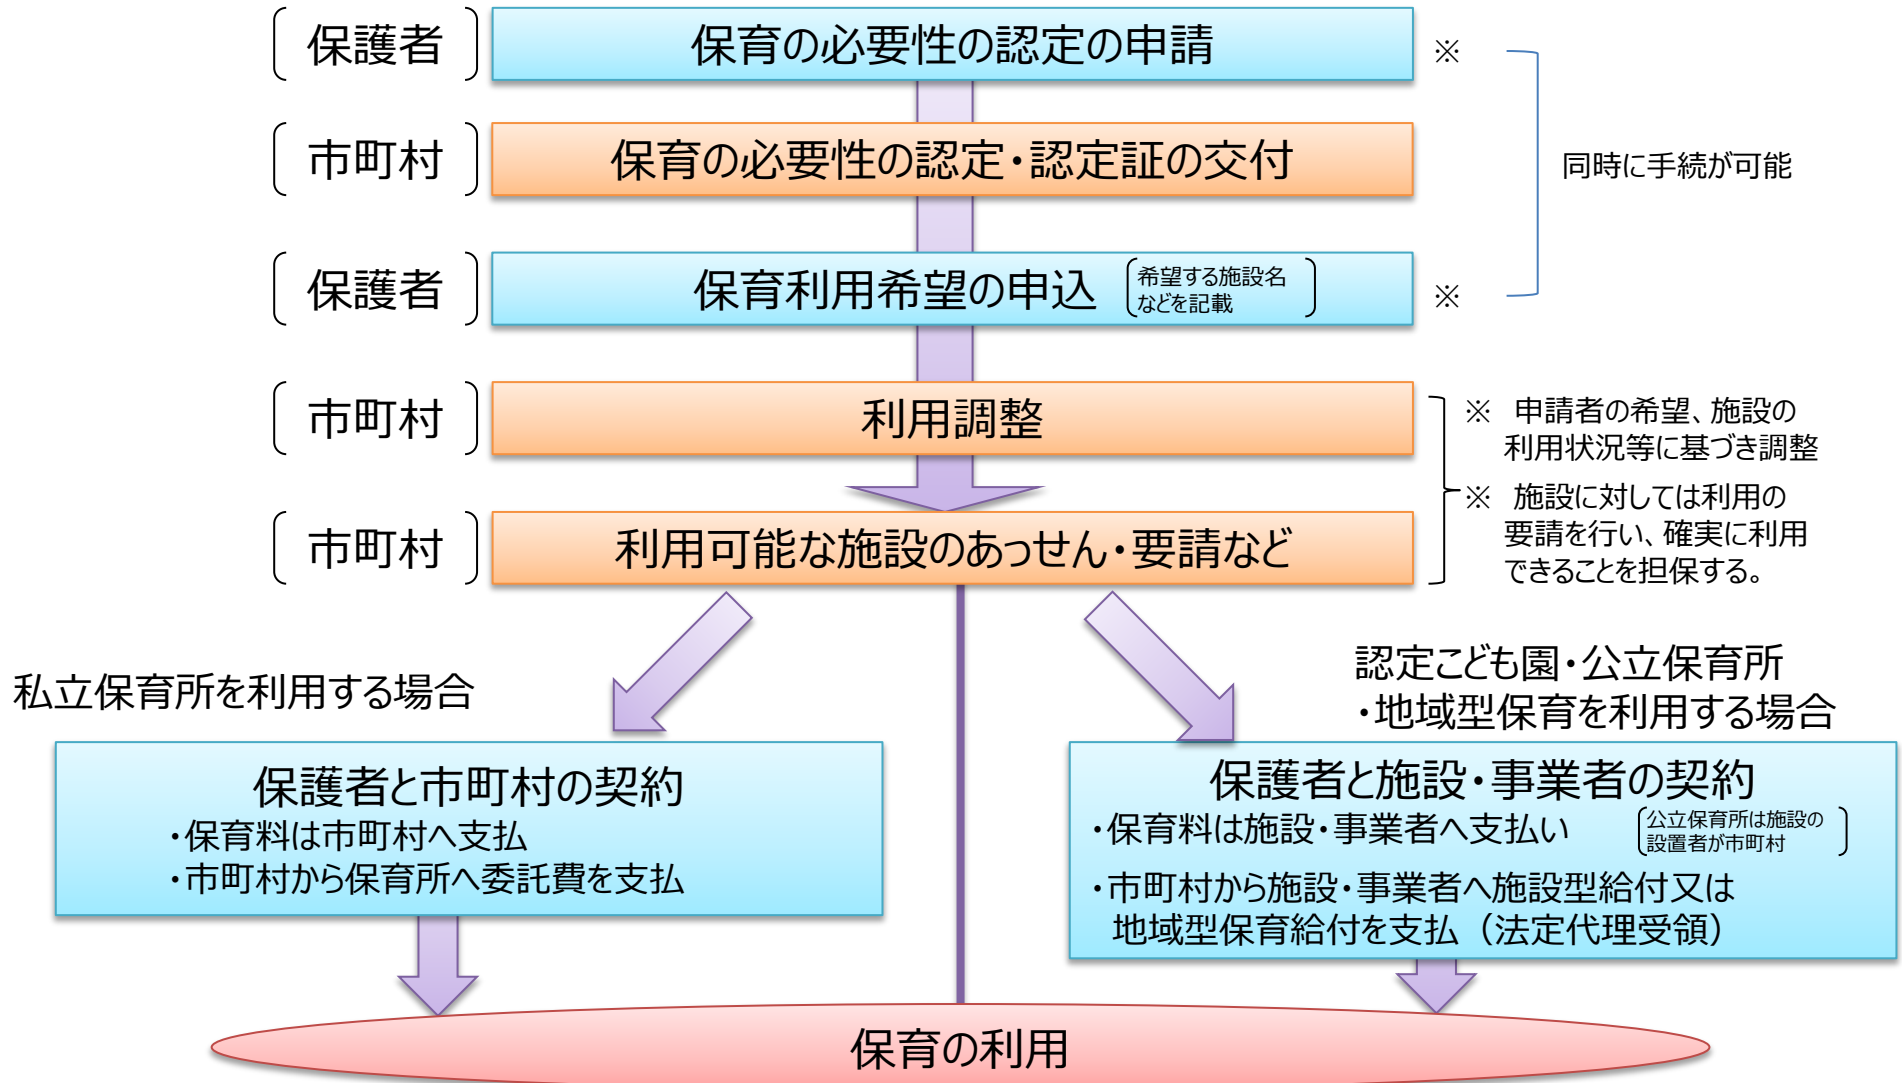 保護者
保育の必要性の認定の申請
※
市町村
保育の必要性の認定・認定証の交付
同時に手続が可能
保護者
保育利用希望の申込
希望する施設名
などを記載
※
市町村
利用調整
※ 申請者の希望、施設の
利用状況等に基づき調整
※ 施設に対しては利用の
要請を行い、確実に利用
できることを担保する。
市町村
利用可能な施設のあっせん・要請など
私立保育所を利用する場合
認定こども園・公立保育所
・地域型保育を利用する場合
保護者と市町村の契約
・保育料は市町村へ支払
・市町村から保育所へ委託費を支払
保護者と施設・事業者の契約
・保育料は施設・事業者へ支払い
公立保育所は施設の
設置者が市町村
・市町村から施設・事業者へ施設型給付又は
地域型保育給付を支払（法定代理受領）
保育の利用